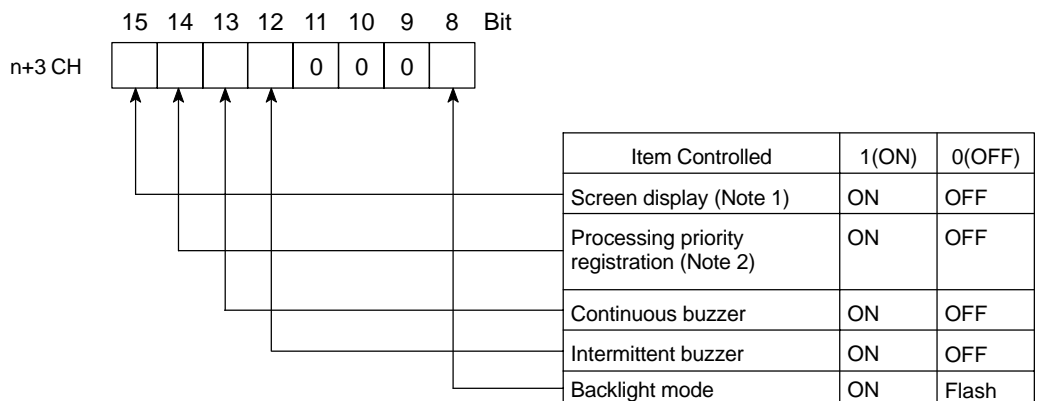 15 14 13 12 11 10 9 8 Bit
n+3 CH 0 0 0
Item Controlled 1(ON) 0(OFF)
Screen display (Note 1) ON OFF
Processing priority ON OFF
registration (Note 2)
Continuous buzzer ON OFF
Intermittent buzzer ON OFF
Backlight mode ON Flash